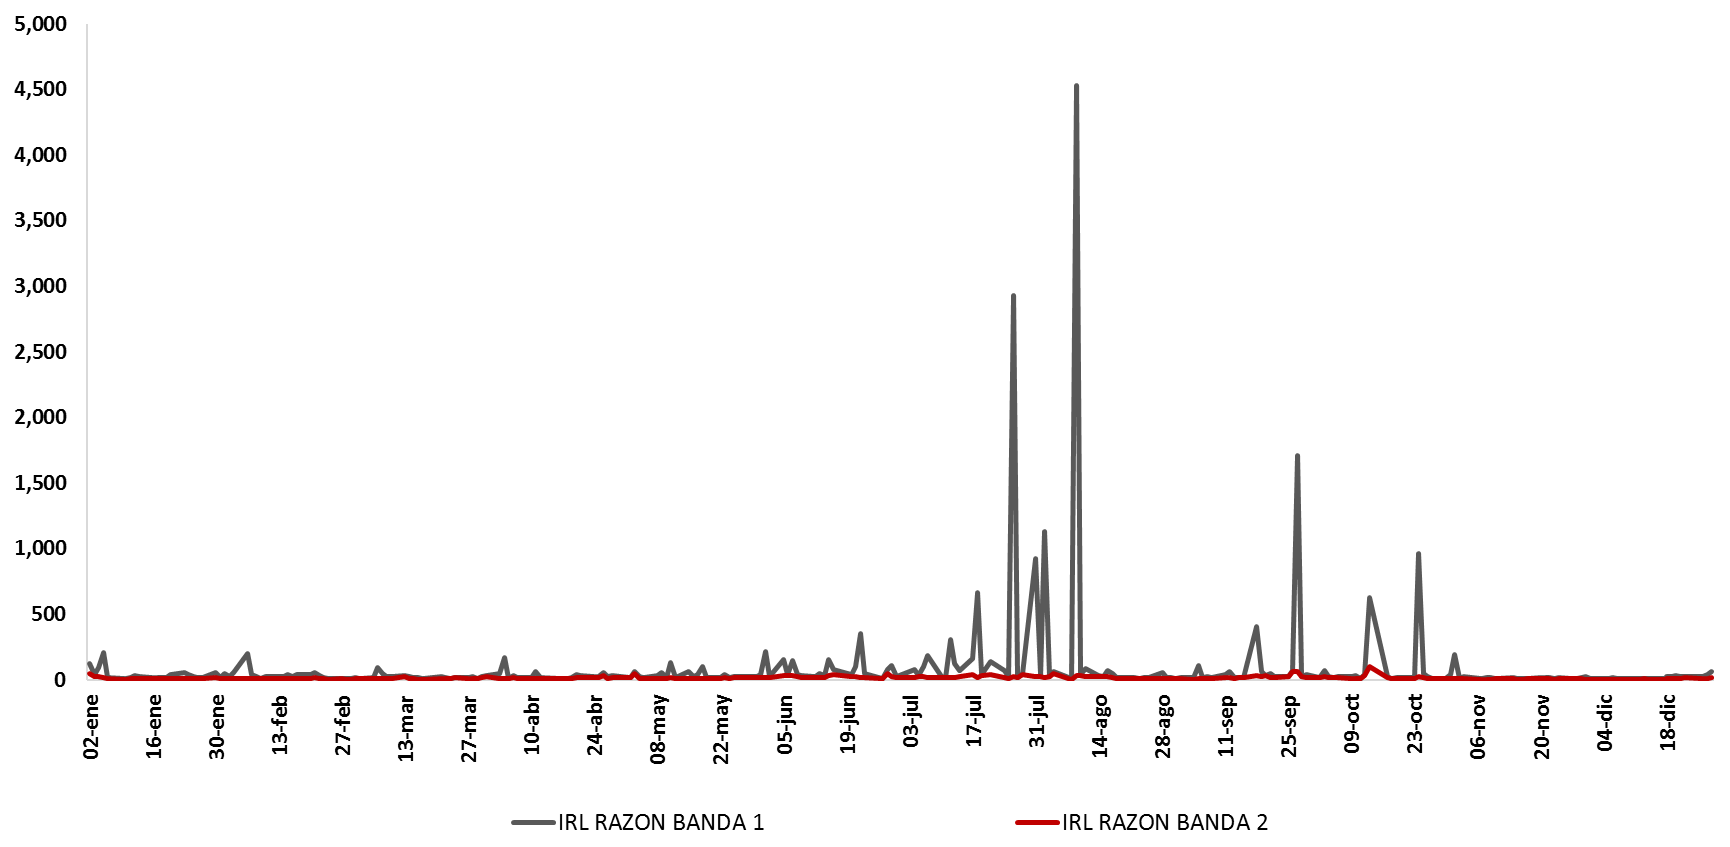 5,000
4,500
4,000
3,500
3,000
2,500
2,000
1,500
1,000
500
0
02-ene
16-ene
30-ene
13-feb
27-feb
13-mar
27-mar
10-abr
24-abr
08-may
22-may
05-jun
19-jun
03-jul
17-jul
31-jul
14-ago
28-ago
11-sep
25-sep
09-oct
23-oct
06-nov
20-nov
04-dic
18-dic
IRL RAZON BANDA 1
IRL RAZON BANDA 2